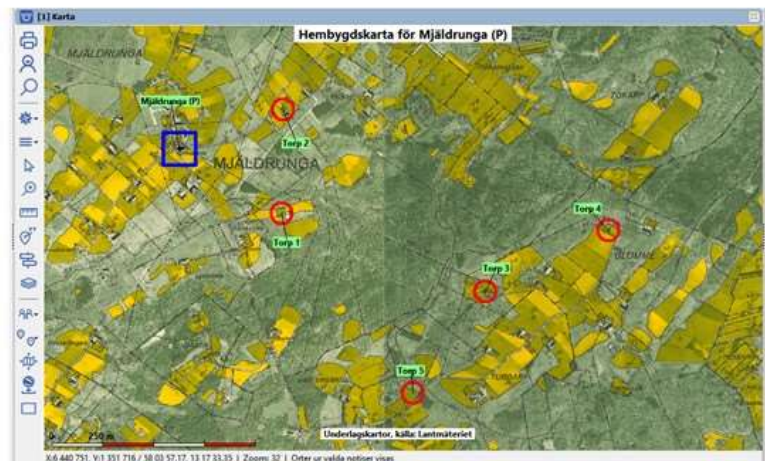 [1] Karta
Hembygdskarta för Mjäldrunga (P)
MJÄLDRUNGA
Mjäldrunga (P)
Torp 2
MJÄLDRUNGA
Torp 1
Torp 4
BLOMME
Torp 3
Torp 5
250 m
Underlagskartor, källa: Lantmäteriet
X:6 440 751, Y:1 351 716 / 58 03 57.17, 13 17 33.35 | Zoom: 32 | Orter ur valda notiser visas